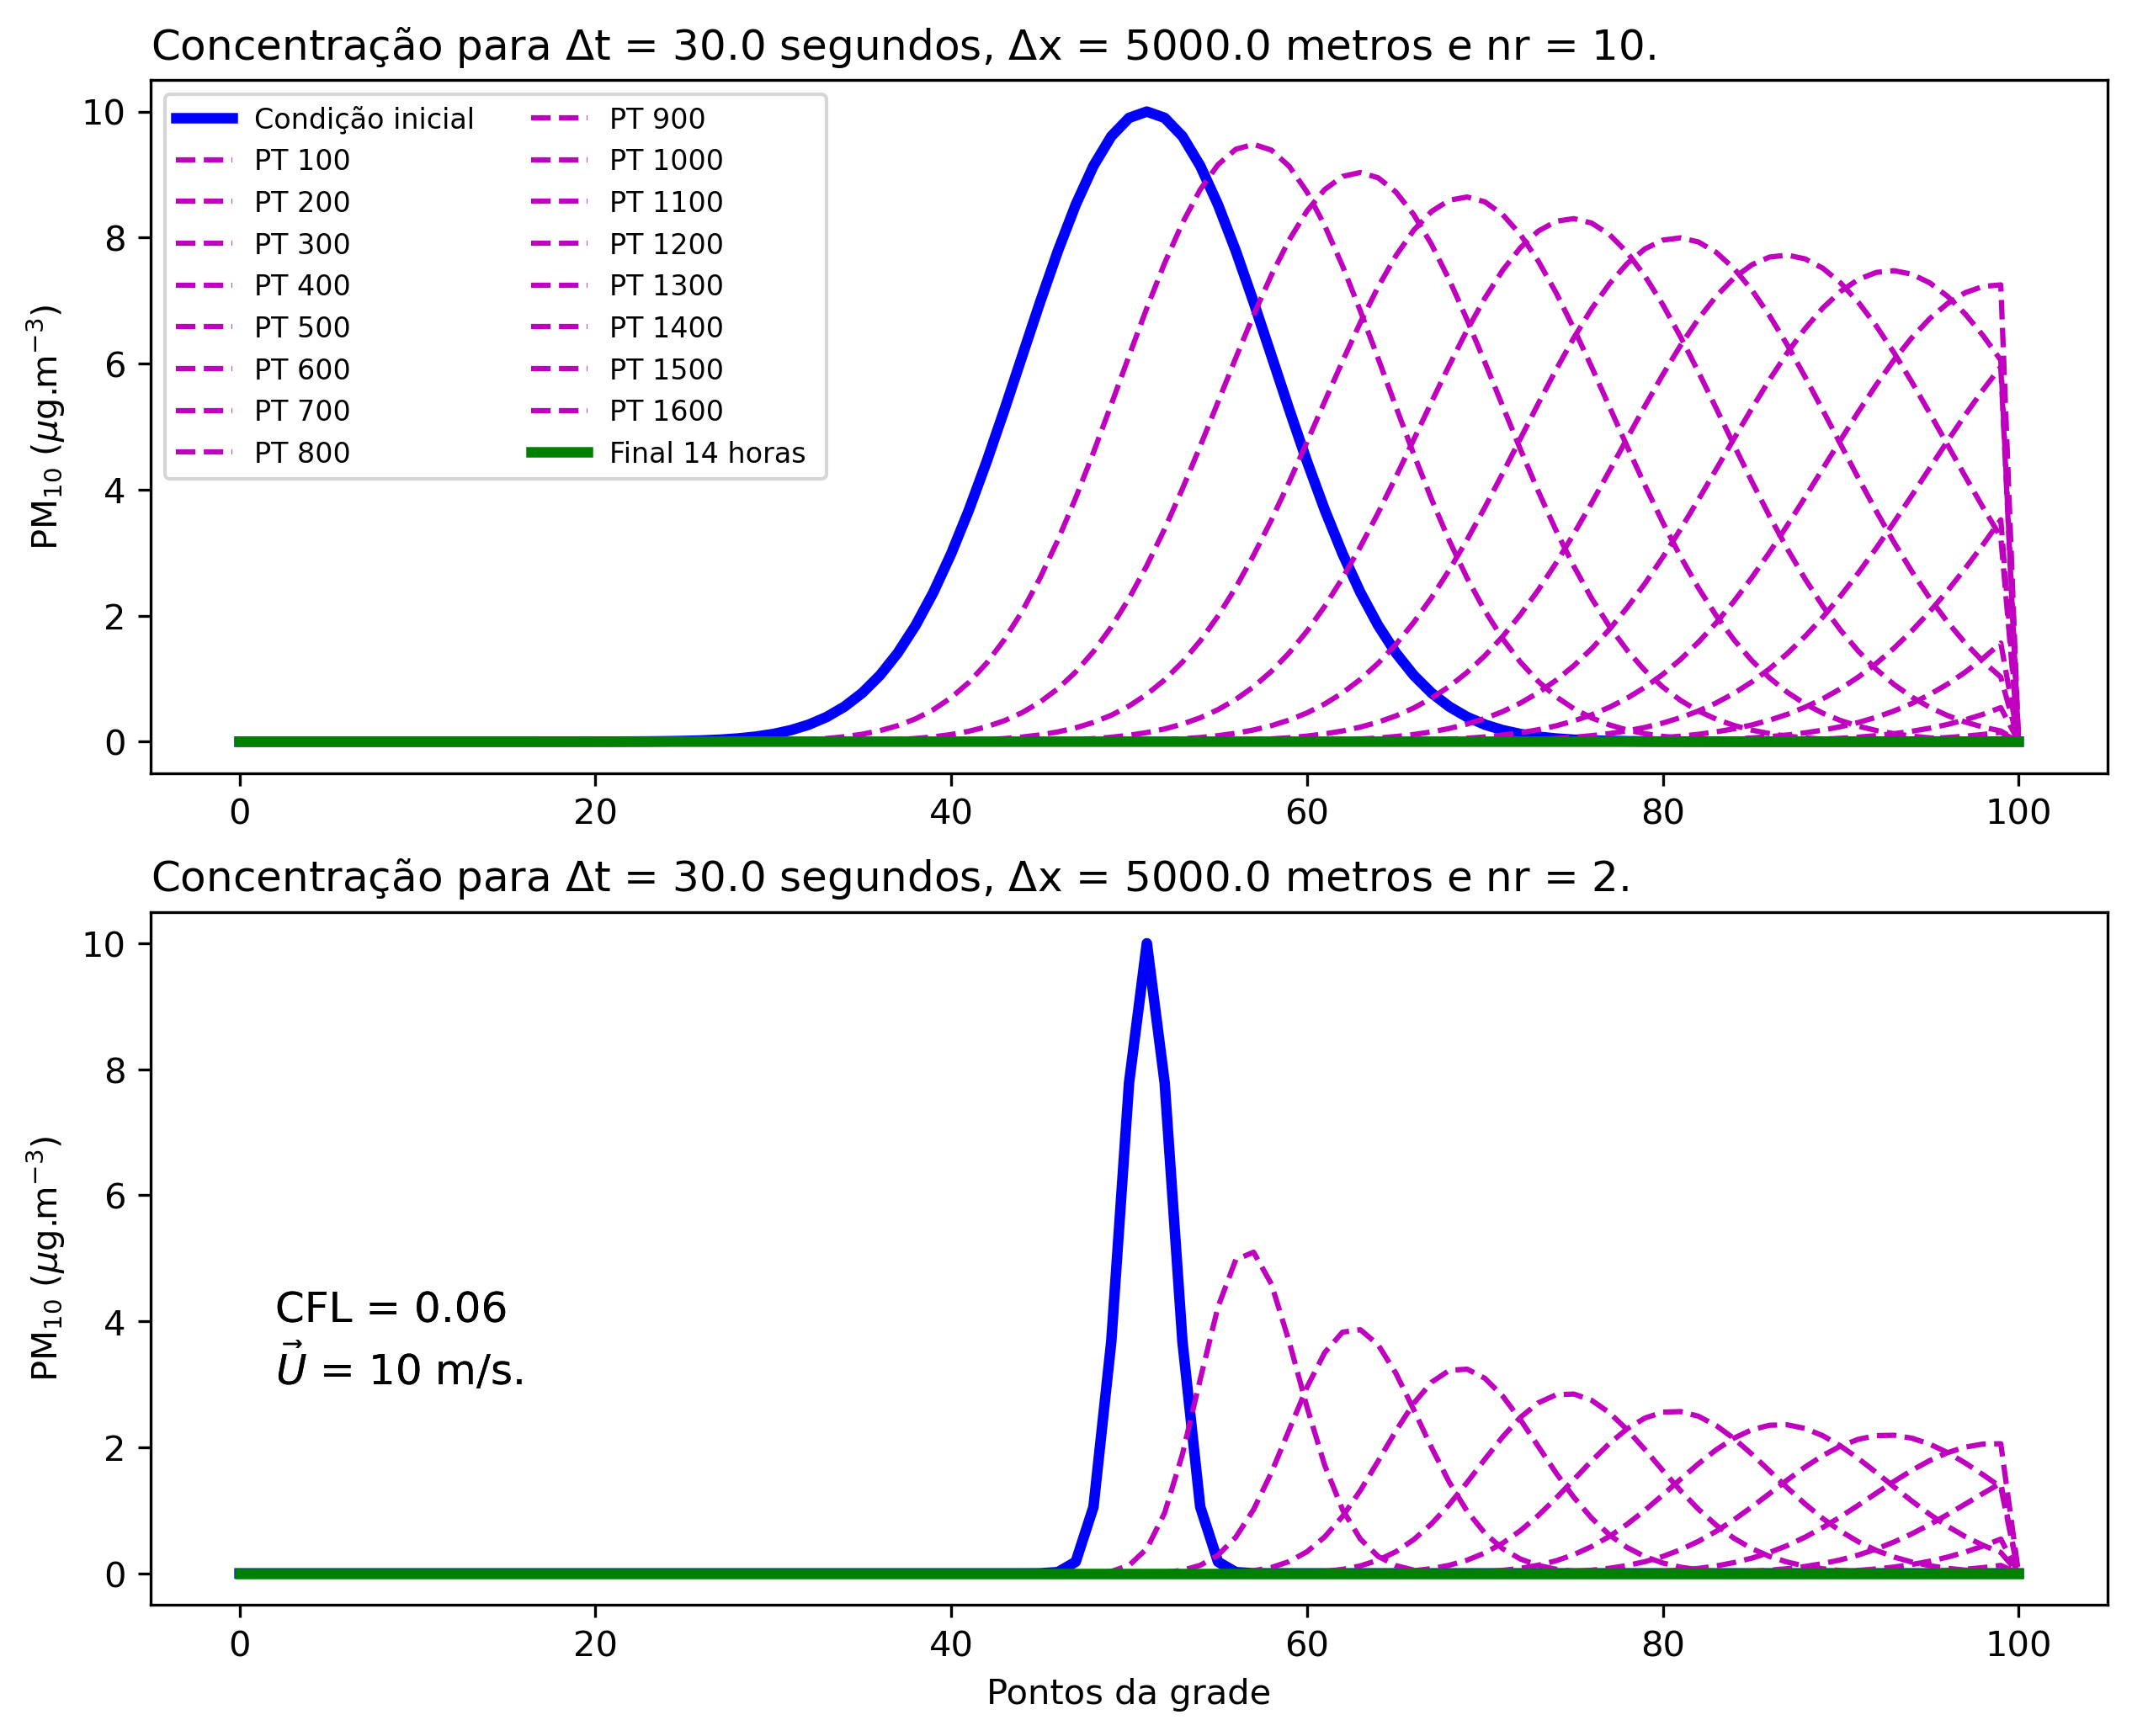 Concentração para Δt = 30.0 segundos, Δx = 5000.0 metros e nr = 10.
10
8
6
4
2
0
PM₁₀ (μg.m⁻³)
Condição inicial
PT 100
PT 200
PT 300
PT 400
PT 500
PT 600
PT 700
PT 800
PT 900
PT 1000
PT 1100
PT 1200
PT 1300
PT 1400
PT 1500
PT 1600
Final 14 horas
0 20 40 60 80 100
Concentração para Δt = 30.0 segundos, Δx = 5000.0 metros e nr = 2.
10
8
6
4
2
0
PM₁₀ (μg.m⁻³)
CFL = 0.06
U⃗ = 10 m/s.
0 20 40 60 80 100
Pontos da grade